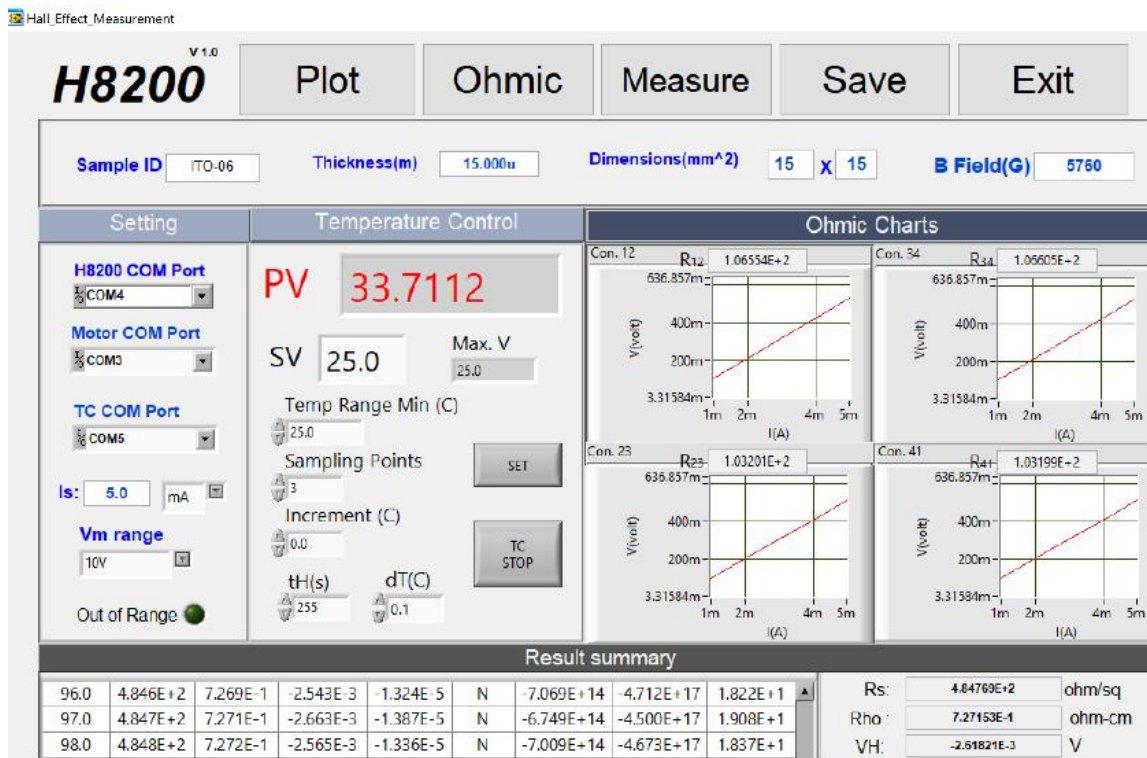 Hall_Effect_Measurement
V 1.0
H8200 Plot Ohmic Measure Save Exit
Sample ID ITO-06 Thickness(m) 15.000u Dimensions(mm^2) 15 X 15 B Field(G) 5760
Setting Temperature Control Ohmic Charts
H8200 COM Port
COM4
Motor COM Port
COM3
TC COM Port
COM5
Is: 5.0 mA
Vm range
10V
Out of Range
PV 33.7112
SV 25.0 Max. V
25.0
Temp Range Min (C)
25.0
Sampling Points
3
SET
Increment (C)
0.0
TC
STOP
tH(s) dT(C)
255 0.1
Con. 12 R12 1.06554E+2
636.857m
400m
200m
3.31584m
V(volt)
1m 2m 4m 5m
I(A)
Con. 34 R34 1.06605E+2
636.857m
400m
200m
3.31584m
V(volt)
1m 2m 4m 5m
I(A)
Con. 23 R23 1.03201E+2
636.857m
400m
200m
3.31584m
V(volt)
1m 2m 4m 5m
I(A)
Con. 41 R41 1.03199E+2
636.857m
400m
200m
3.31584m
V(volt)
1m 2m 4m 5m
I(A)
Result summary
96.0 4.846E+2 7.269E-1 -2.543E-3 -1.324E-5 N -7.069E+14 -4.712E+17 1.822E+1
97.0 4.847E+2 7.271E-1 -2.663E-3 -1.387E-5 N -6.749E+14 -4.500E+17 1.908E+1
98.0 4.848E+2 7.272E-1 -2.565E-3 -1.336E-5 N -7.009E+14 -4.673E+17 1.837E+1
Rs: 4.84769E+2 ohm/sq
Rho : 7.27153E-1 ohm-cm
VH: -2.61821E-3 V